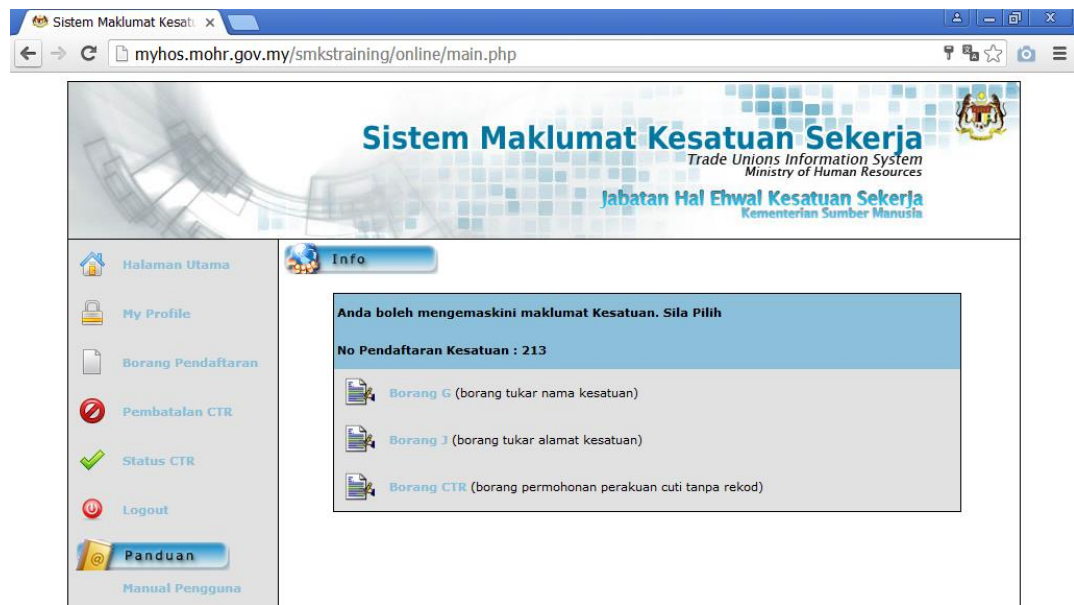 Sistem Maklumat Kesatu
myhos.mohr.gov.my/smkstraining/online/main.php
Sistem Maklumat Kesatuan Sekerja
Trade Unions Information System
Ministry of Human Resources
Jabatan Hal Ehwal Kesatuan Sekerja
Kementerian Sumber Manusia
Halaman Utama
My Profile
Borang Pendaftaran
Pembatalan CTR
Status CTR
Logout
Panduan
Manual Pengguna
Info
Anda boleh mengemaskini maklumat Kesatuan. Sila Pilih
No Pendaftaran Kesatuan : 213
Borang G (borang tukar nama kesatuan)
Borang J (borang tukar alamat kesatuan)
Borang CTR (borang permohonan perakuan cuti tanpa rekod)